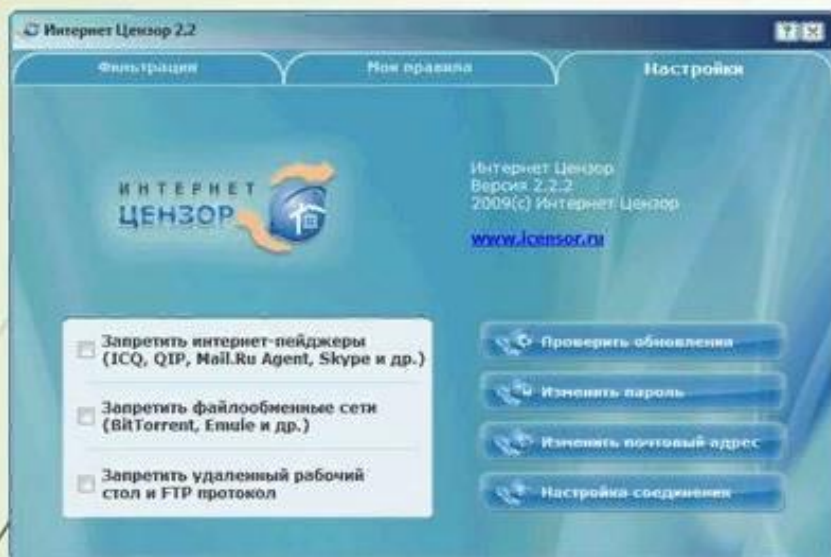 Интернет Цензор 2.2
Фильтрация
Мои правила
Настройки
ИНТЕРНЕТ
ЦЕНЗОР
Интернет Цензор
Версия 2.2.2
2009(c) Интернет Цензор
www.icensor.ru
Запретить интернет-пейджеры
(ICQ, QIP, Mail.Ru Agent, Skype и др.)
Запретить файлообменные сети
(BitTorrent, Emule и др.)
Запретить удаленный рабочий
стол и FTP протокол
Проверить обновления
Изменить пароль
Изменить почтовый адрес
Настройка соединения